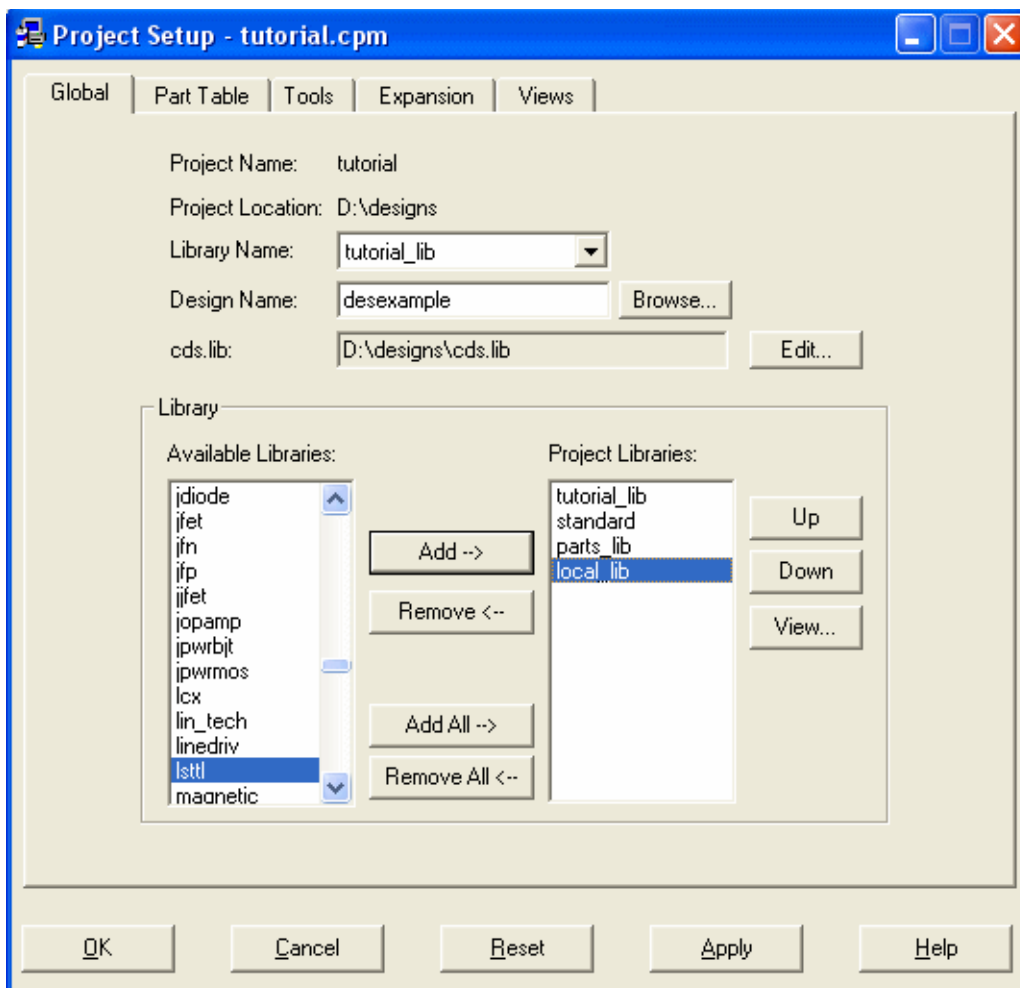 Project Setup - tutorial.cpm
Global Part Table Tools Expansion Views
Project Name: tutorial
Project Location: D:\designs
Library Name: tutorial_lib
Design Name: desexample Browse...
cds.lib: D:\designs\cds.lib Edit...
Library
Available Libraries:
jdiode
jfet
jfn
jfp
jjfet
jopamp
jpwrbjt
jpwrmos
lcx
lin_tech
linedriv
lsttl
magnetic
Add -->
Remove <--
Add All -->
Remove All <--
Project Libraries:
tutorial_lib
standard
parts_lib
local_lib
Up
Down
View...
OK Cancel Reset Apply Help